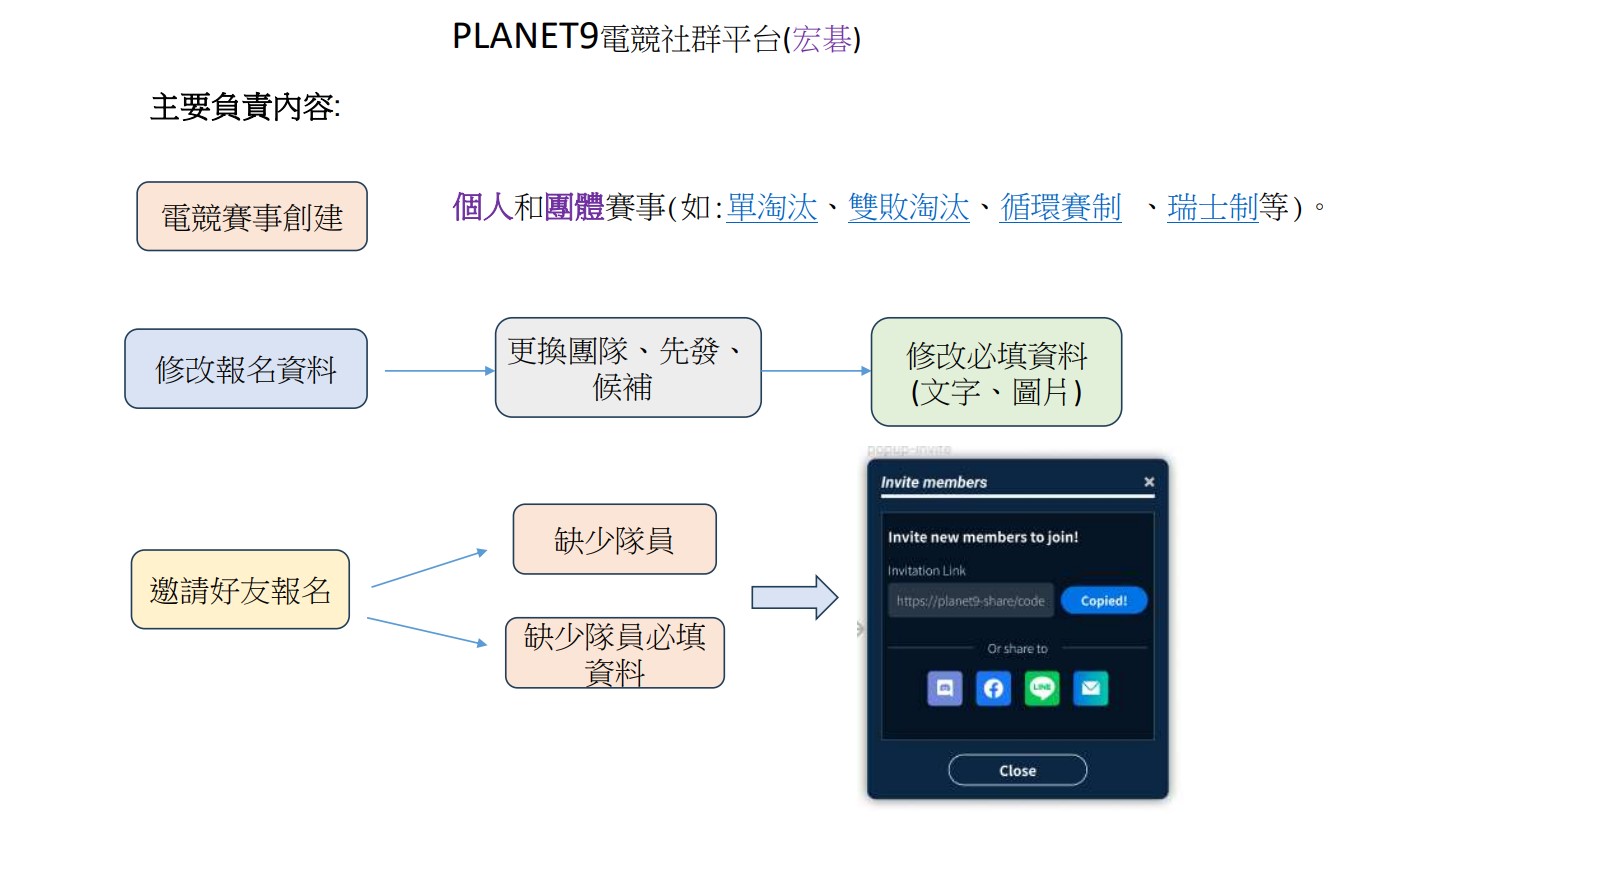 PLANET9電競社群平台(宏碁)
主要負責內容:
電競賽事創建
個人和團體賽事(如:單淘汰、雙敗淘汰、循環賽制 、瑞士制等)。
修改報名資料
更換團隊、先發、
候補
修改必填資料
(文字、圖片)
邀請好友報名
缺少隊員
缺少隊員必填
資料
popup-invite
Invite members
Invite new members to join!
Invitation Link
https://planet9-share/code
Copied!
Or share to
LINE
Close